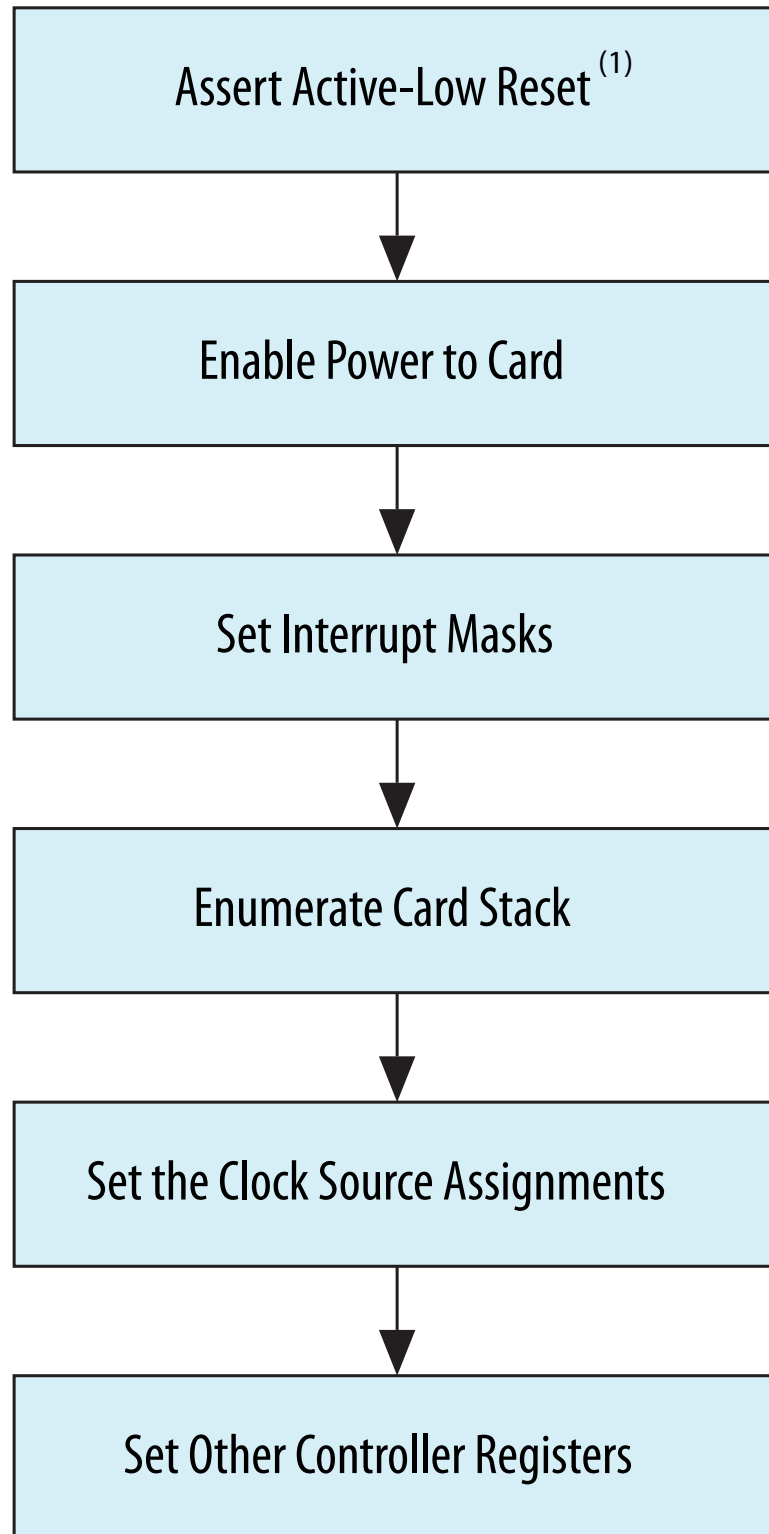 Assert Active-Low Reset (1)
Enable Power to Card
Set Interrupt Masks
Enumerate Card Stack
Set the Clock Source Assignments
Set Other Controller Registers